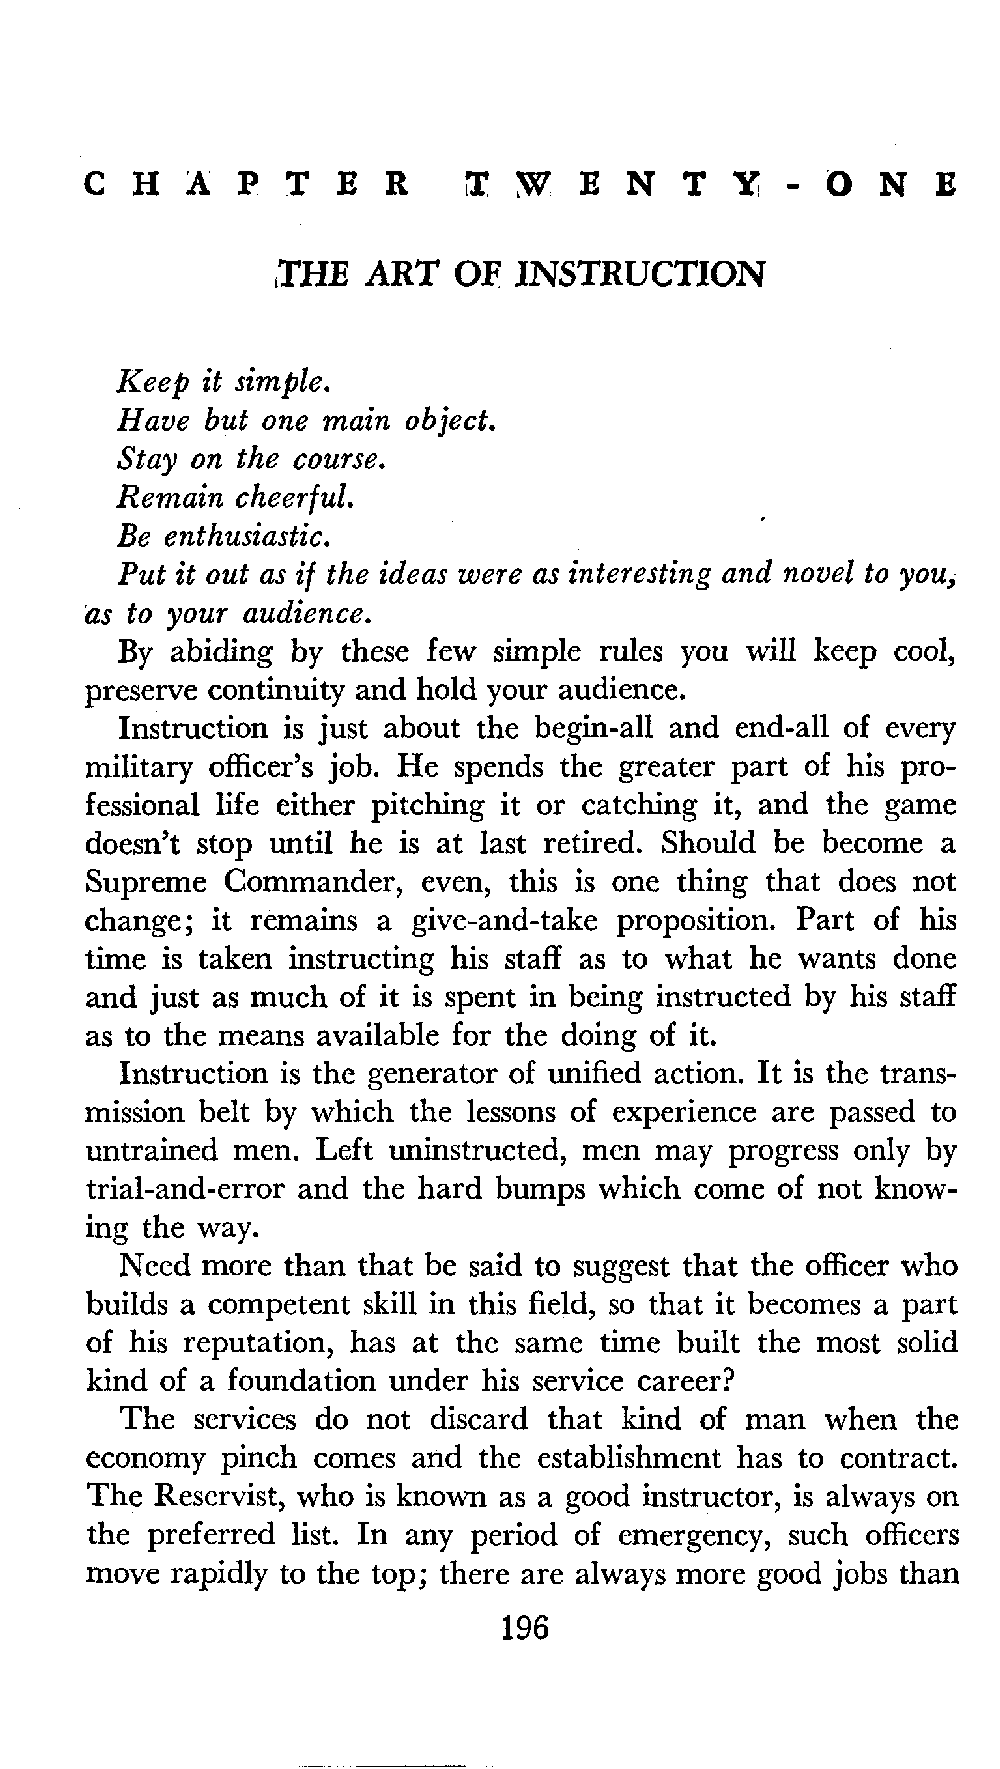 CHAPTER TWENTY-ONE
THE ART OF INSTRUCTION
Keep it simple.
Have but one main object.
Stay on the course.
Remain cheerful.
Be enthusiastic.
Put it out as if the ideas were as interesting and novel to you,
as to your audience.
By abiding by these few simple rules you will keep cool,
preserve continuity and hold your audience.
Instruction is just about the begin-all and end-all of every
military officer's job. He spends the greater part of his pro-
fessional life either pitching it or catching it, and the game
doesn't stop until he is at last retired. Should be become a
Supreme Commander, even, this is one thing that does not
change; it remains a give-and-take proposition. Part of his
time is taken instructing his staff as to what he wants done
and just as much of it is spent in being instructed by his staff
as to the means available for the doing of it.
Instruction is the generator of unified action. It is the trans-
mission belt by which the lessons of experience are passed to
untrained men. Left uninstructed, men may progress only by
trial-and-error and the hard bumps which come of not know-
ing the way.
Need more than that be said to suggest that the officer who
builds a competent skill in this field, so that it becomes a part
of his reputation, has at the same time built the most solid
kind of a foundation under his service career?
The services do not discard that kind of man when the
economy pinch comes and the establishment has to contract.
The Reservist, who is known as a good instructor, is always on
the preferred list. In any period of emergency, such officers
move rapidly to the top; there are always more good jobs than
196